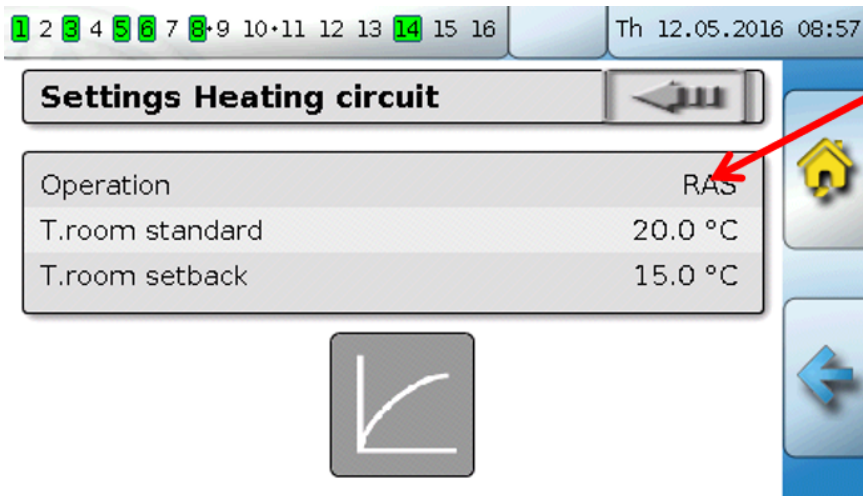 1 2 3 4 5 6 7 8•9 10•11 12 13 14 15 16 Th 12.05.2016 08:57
Settings Heating circuit
Operation RAS
T.room standard 20.0 °C
T.room setback 15.0 °C